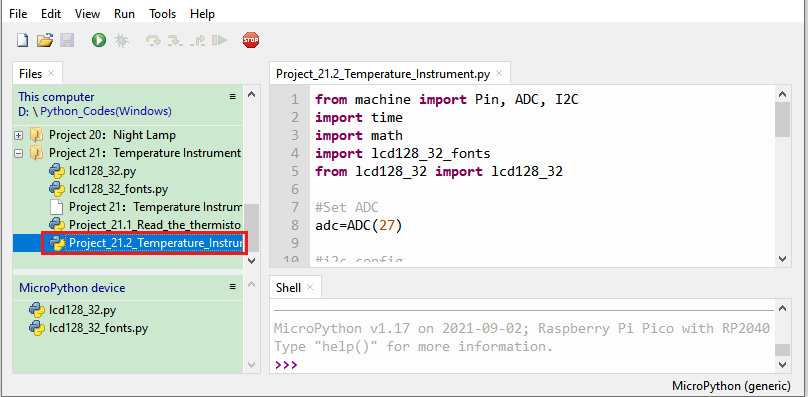 File Edit View Run Tools Help
STOP
Files ×
This computer
D: \ Python_Codes(Windows)
Project 20：Night Lamp
Project 21：Temperature Instrument
lcd128_32.py
lcd128_32_fonts.py
Project 21：Temperature Instrum
Project_21.1_Read_the_thermisto
Project_21.2_Temperature_Instrur
MicroPython device
lcd128_32.py
lcd128_32_fonts.py
Project_21.2_Temperature_Instrument.py ×
1 from machine import Pin, ADC, I2C
2 import time
3 import math
4 import lcd128_32_fonts
5 from lcd128_32 import lcd128_32
6
7 #Set ADC
8 adc=ADC(27)
9
10 #i2c config
Shell ×
MicroPython v1.17 on 2021-09-02; Raspberry Pi Pico with RP2040
Type "help()" for more information.
>>>
MicroPython (generic)